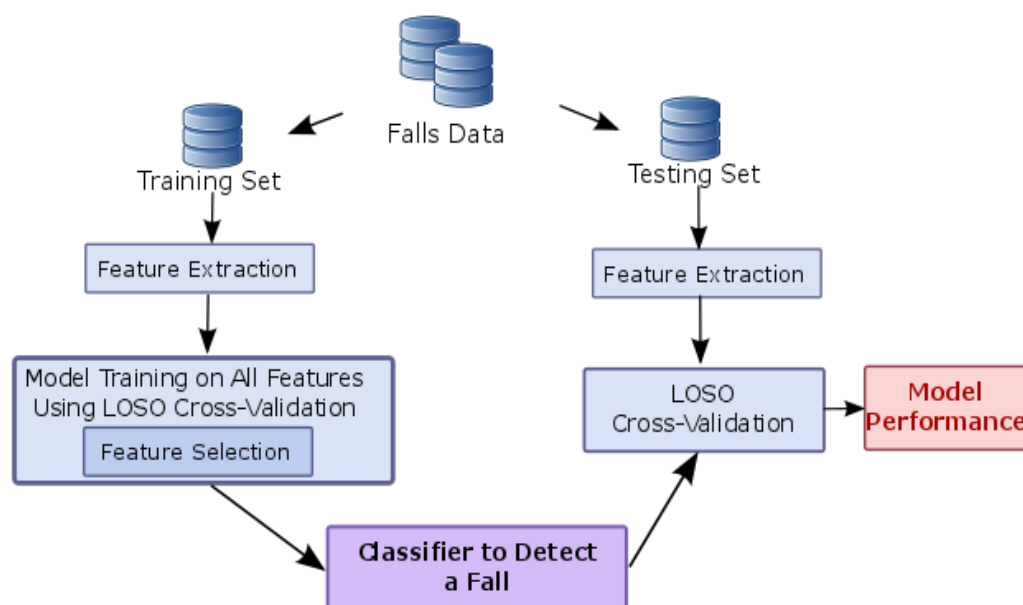 Falls Data
Training Set
Testing Set
Feature Extraction
Feature Extraction
Model Training on All Features
Using LOSO Cross-Validation
Feature Selection
LOSO
Cross-Validation
Model
Performance
Classifier to Detect
a Fall